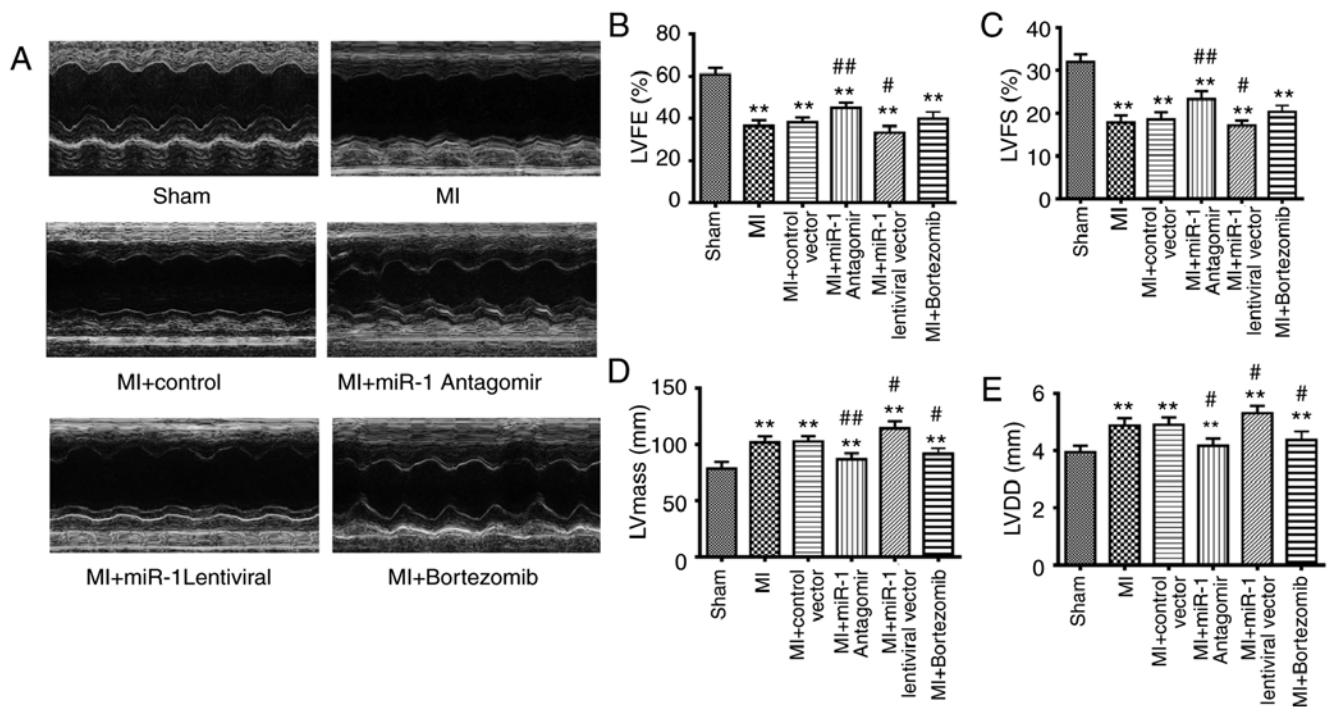 A
Sham
MI
MI+control
MI+miR-1 Antagomir
MI+miR-1Lentiviral
MI+Bortezomib
B
LVFE (%)
80
60
40
20
0
**
**
##
**
#
**
**
Sham
MI
MI+control
vector
MI+miR-1
Antagomir
MI+miR-1
lentiviral vector
MI+Bortezomib
C
LVFS (%)
40
30
20
10
0
**
**
##
**
#
**
**
Sham
MI
MI+control
vector
MI+miR-1
Antagomir
MI+miR-1
lentiviral vector
MI+Bortezomib
D
LVmass (mm)
150
100
50
0
**
**
##
**
#
**
#
**
Sham
MI
MI+control
vector
MI+miR-1
Antagomir
MI+miR-1
lentiviral vector
MI+Bortezomib
E
LVDD (mm)
6
4
2
0
**
**
#
**
#
**
#
**
Sham
MI
MI+control
vector
MI+miR-1
Antagomir
MI+miR-1
lentiviral vector
MI+Bortezomib